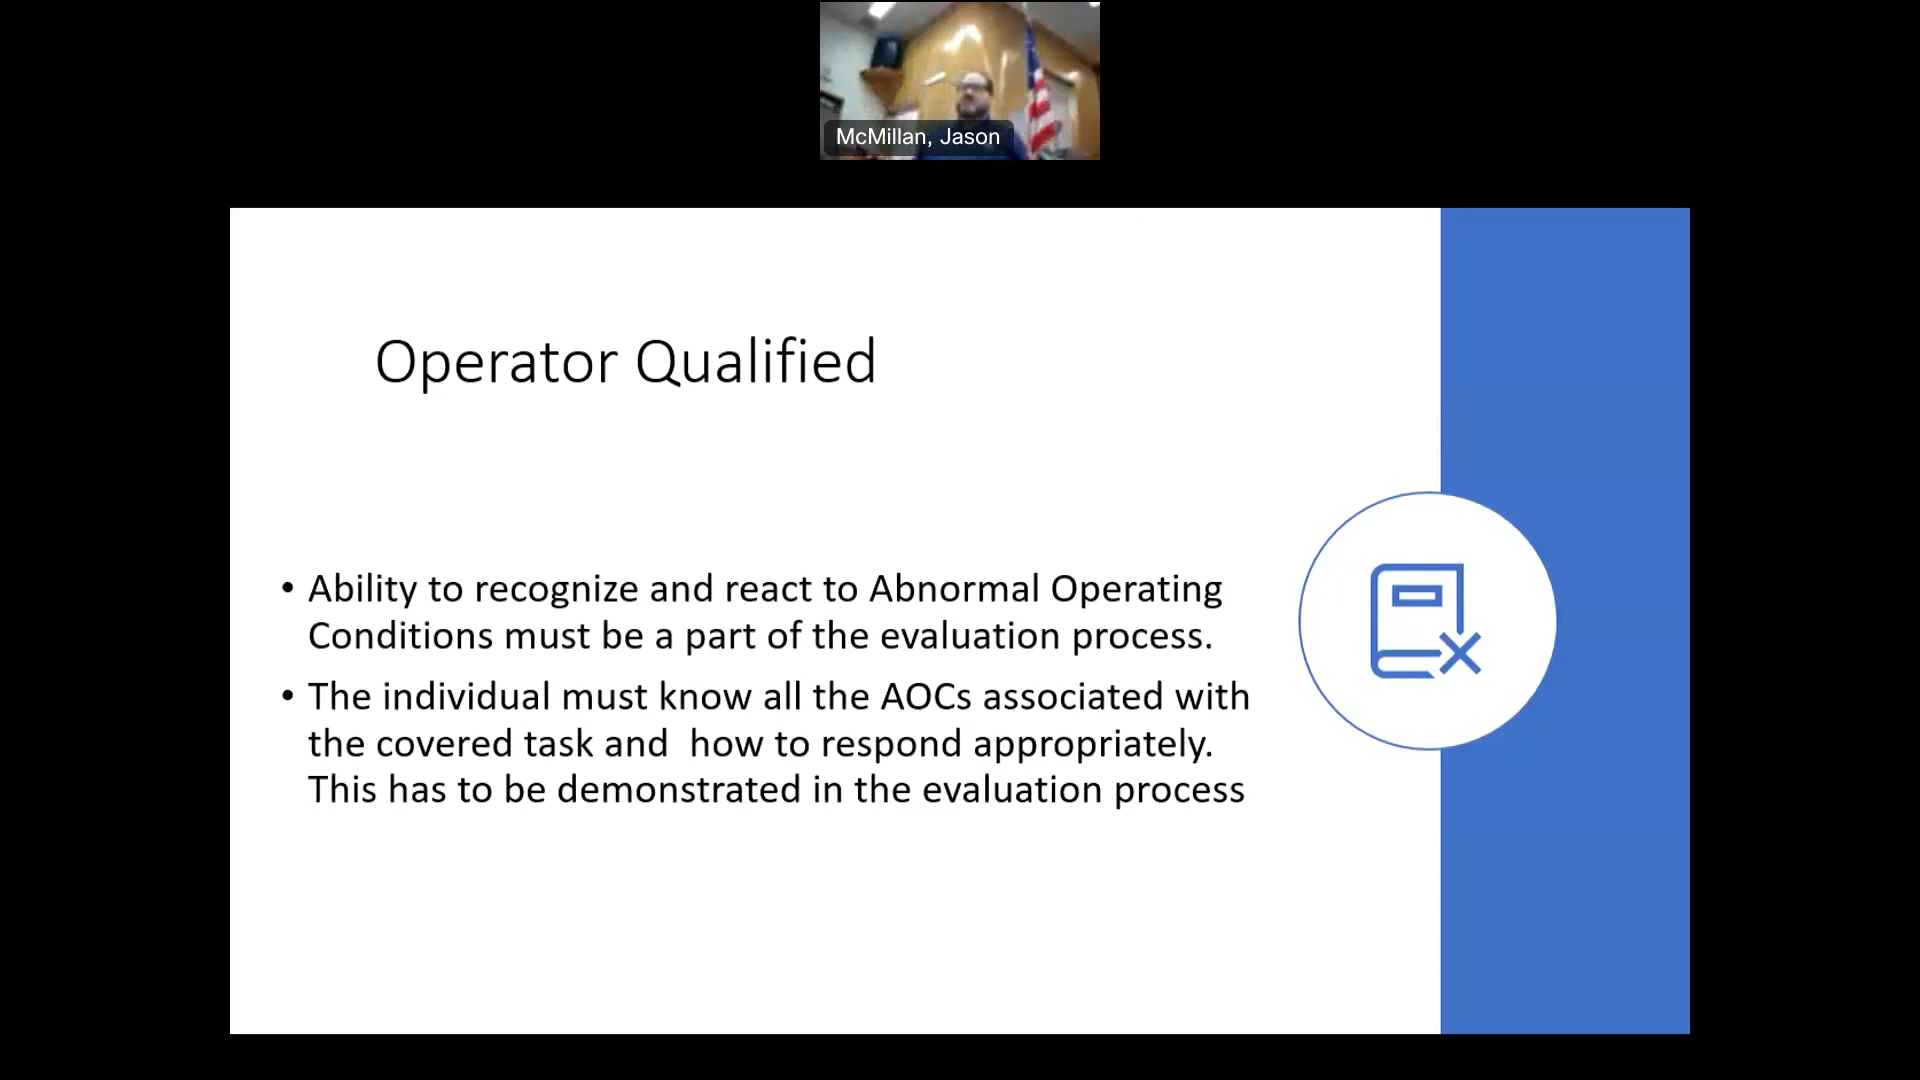 McMillan, Jason
Operator Qualified
• Ability to recognize and react to Abnormal Operating
Conditions must be a part of the evaluation process.
• The individual must know all the AOCs associated with
the covered task and  how to respond appropriately.
This has to be demonstrated in the evaluation process